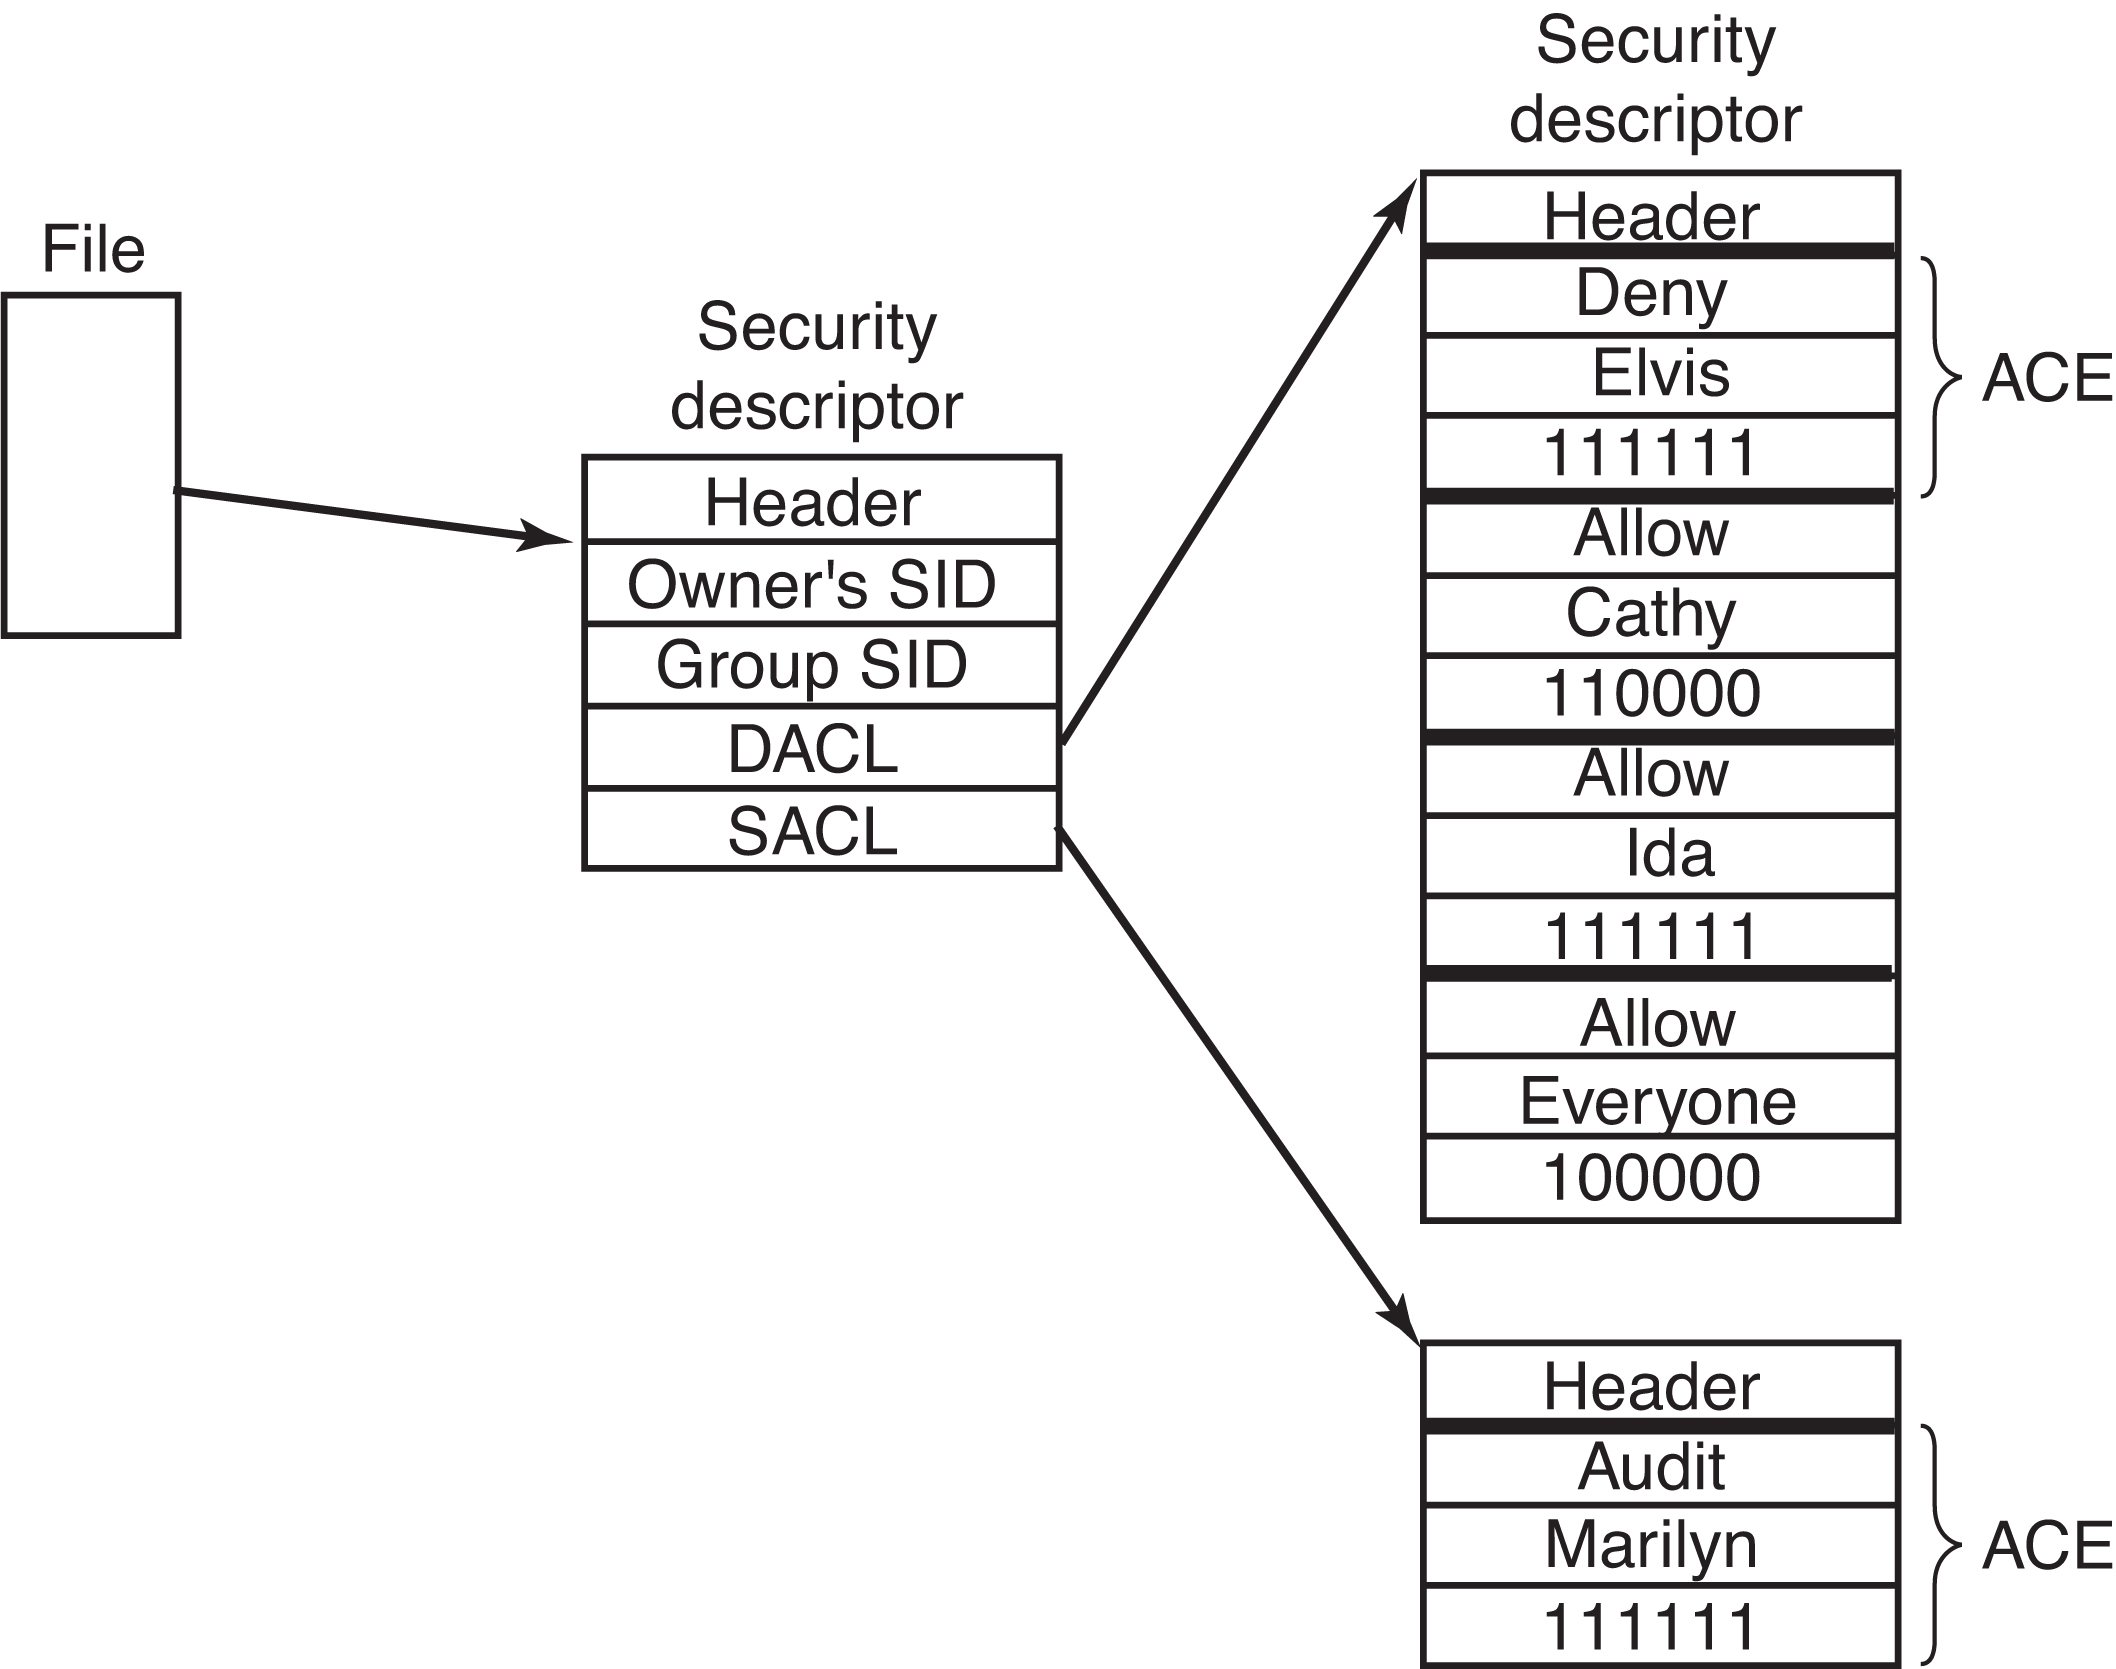 File
Security
descriptor
Header
Owner's SID
Group SID
DACL
SACL
Security
descriptor
Header
Deny
Elvis
111111
ACE
Allow
Cathy
110000
Allow
Ida
111111
Allow
Everyone
100000
Header
Audit
Marilyn
111111
ACE